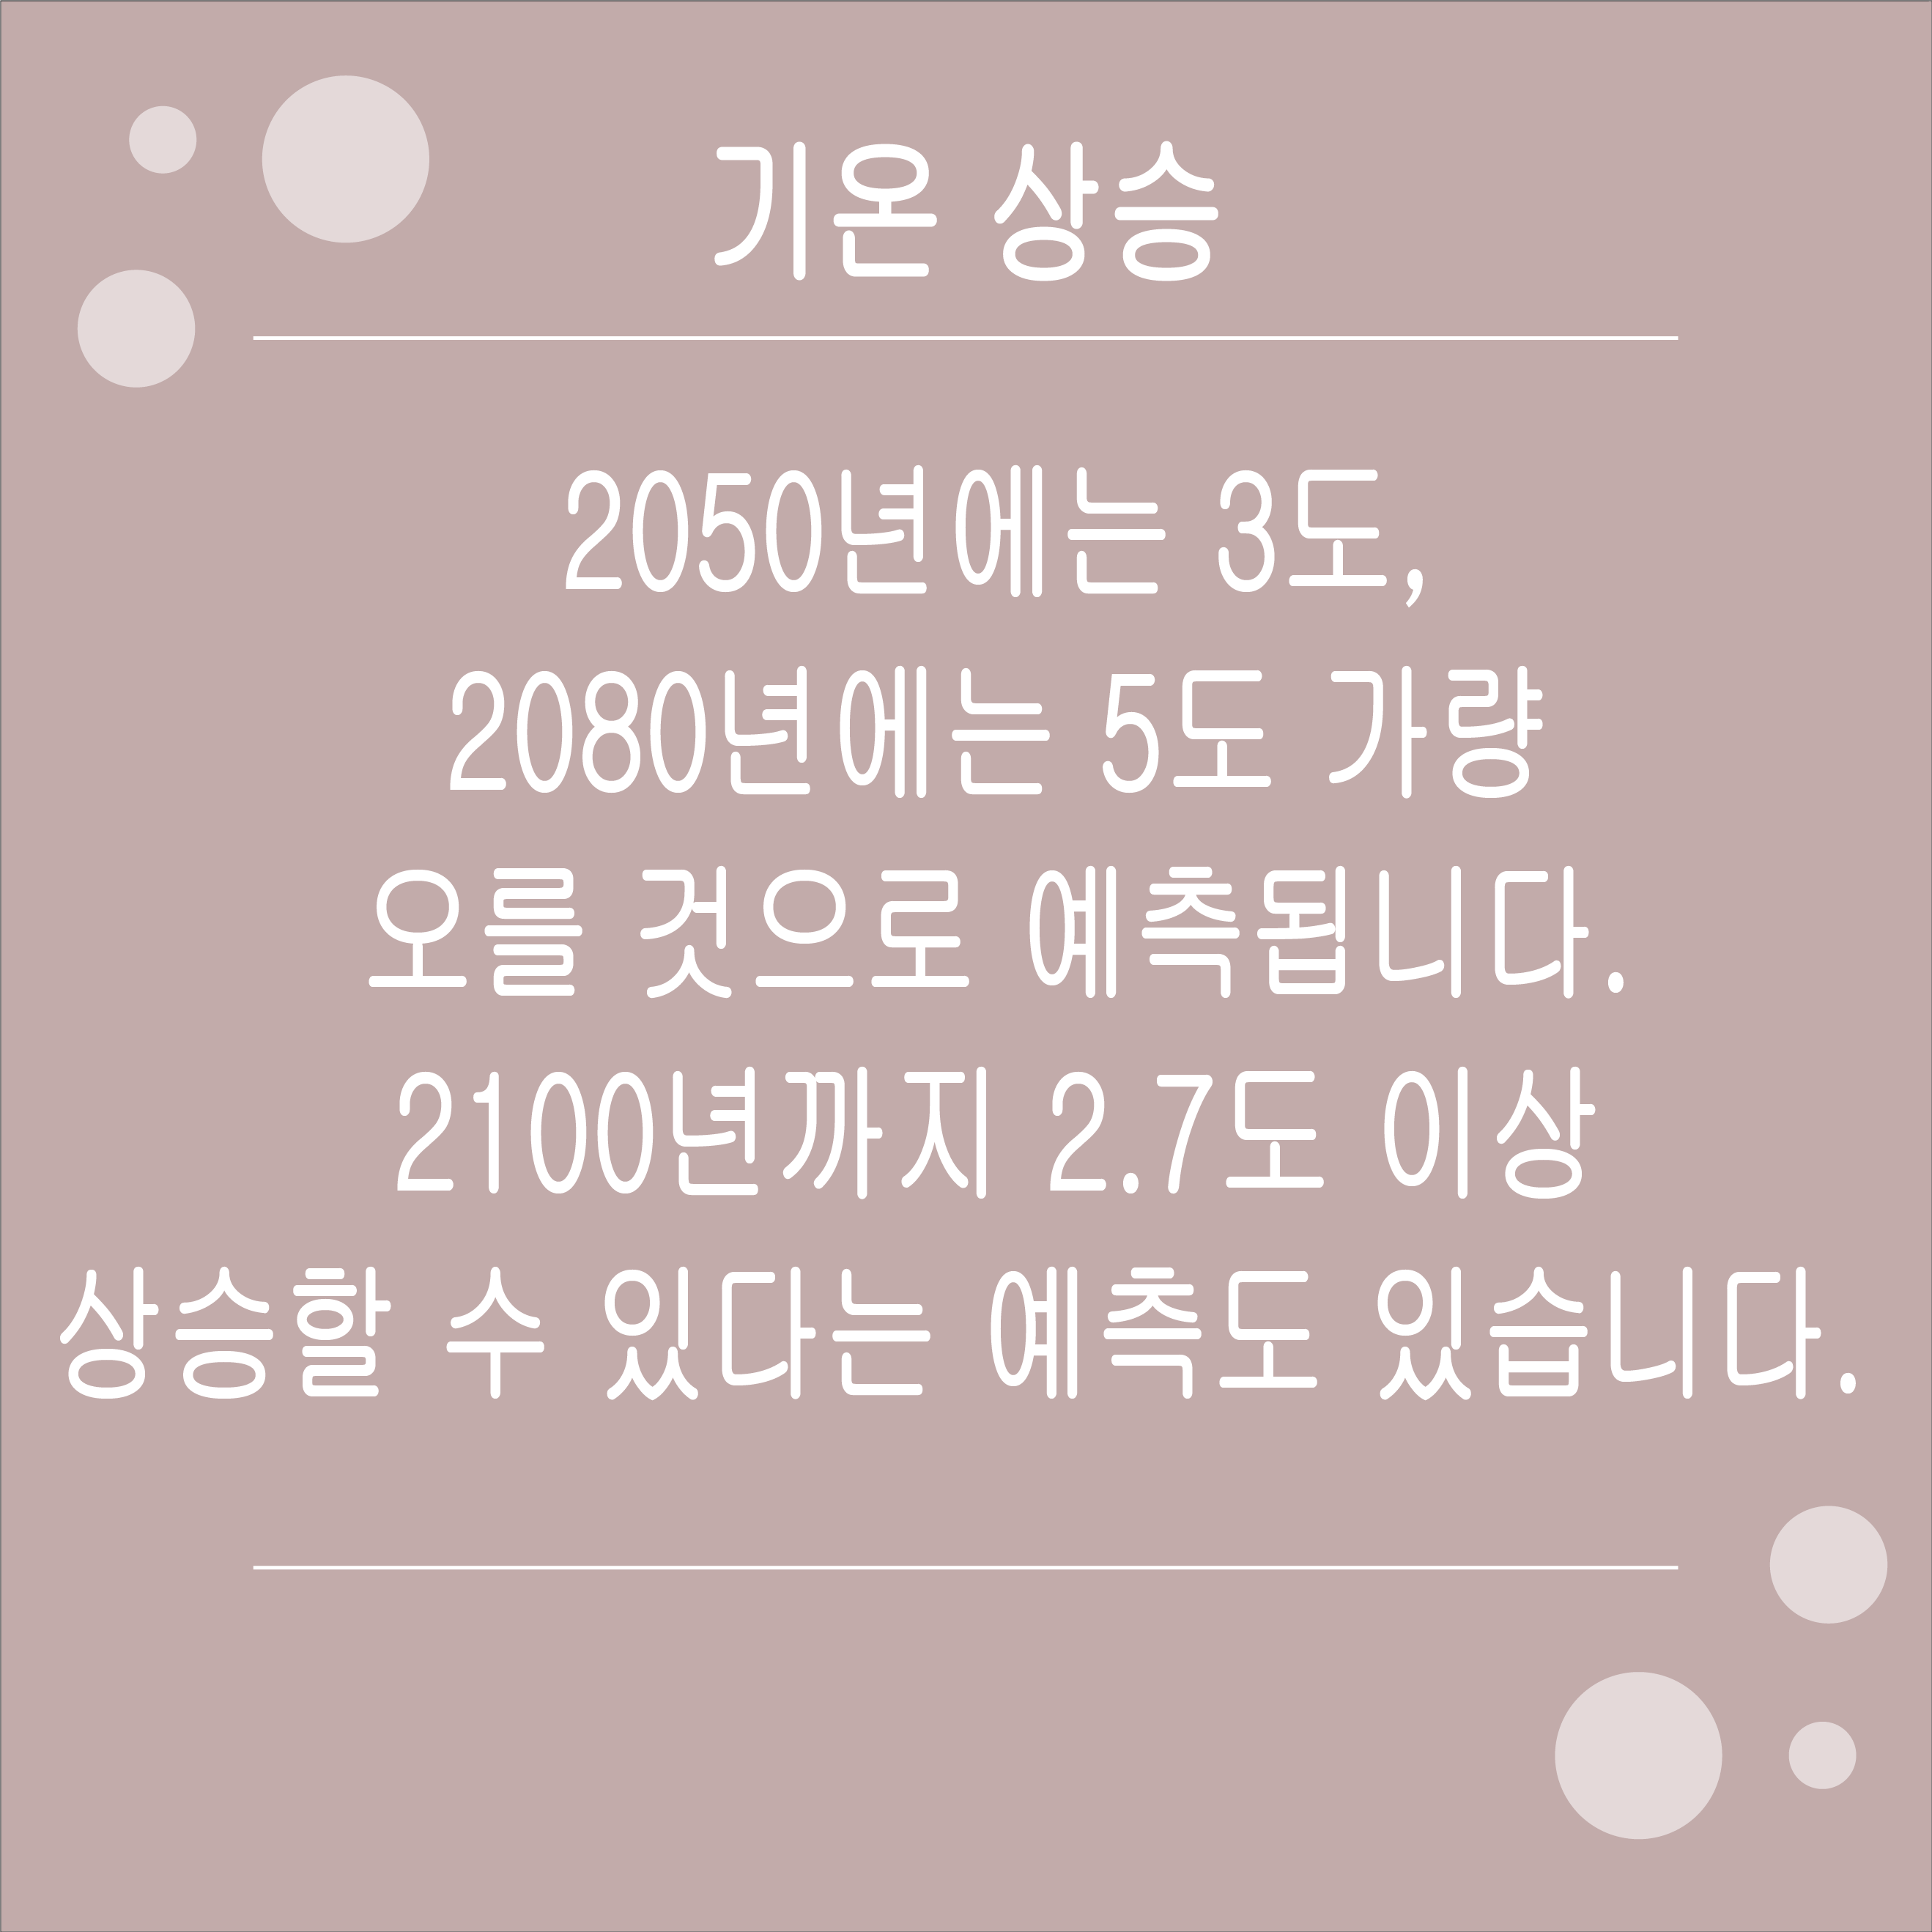 기온 상승
2050년에는 3도,
2080년에는 5도 가량
오를 것으로 예측됩니다.
2100년까지 2.7도 이상
상승할 수 있다는 예측도 있습니다.